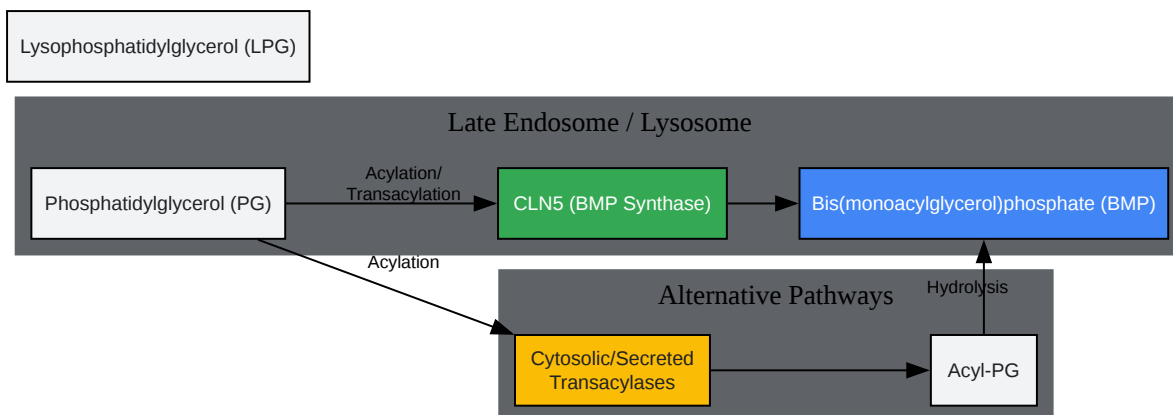 Lysophosphatidylglycerol (LPG)
Late Endosome / Lysosome
Phosphatidylglycerol (PG)
Acylation/
Transacylation
CLN5 (BMP Synthase)
Bis(monoacylglycerol)phosphate (BMP)
Acylation
Alternative Pathways
Hydrolysis
Cytosolic/Secreted
Transacylases
Acyl-PG